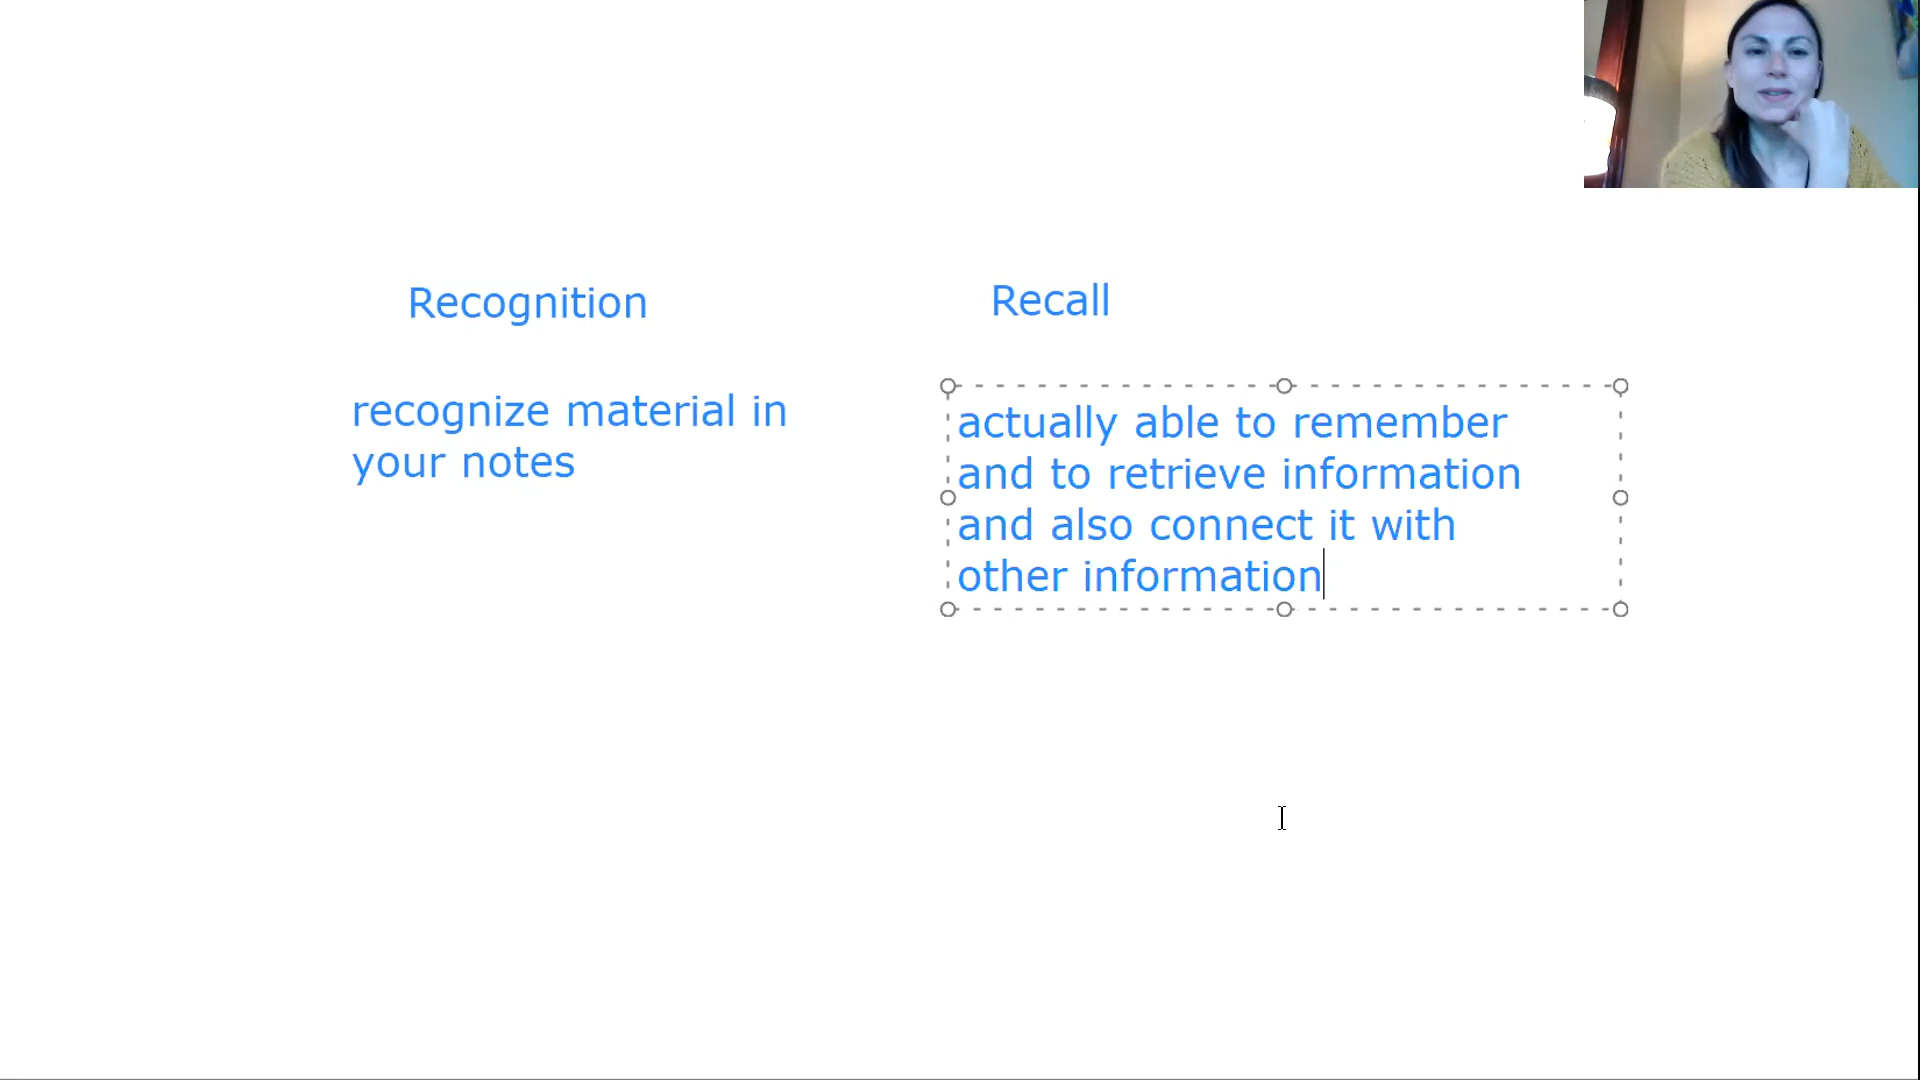 Recognition
recognize material in
your notes
Recall
actually able to remember
and to retrieve information
and also connect it with
other information